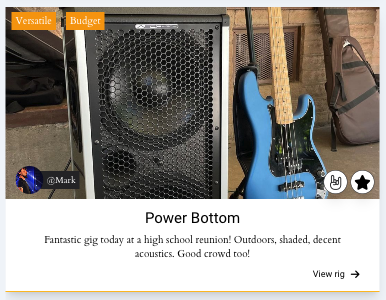 Versatile Budget
@Mark
Power Bottom
Fantastic gig today at a high school reunion! Outdoors, shaded, decent
acoustics. Good crowd too!
View rig →